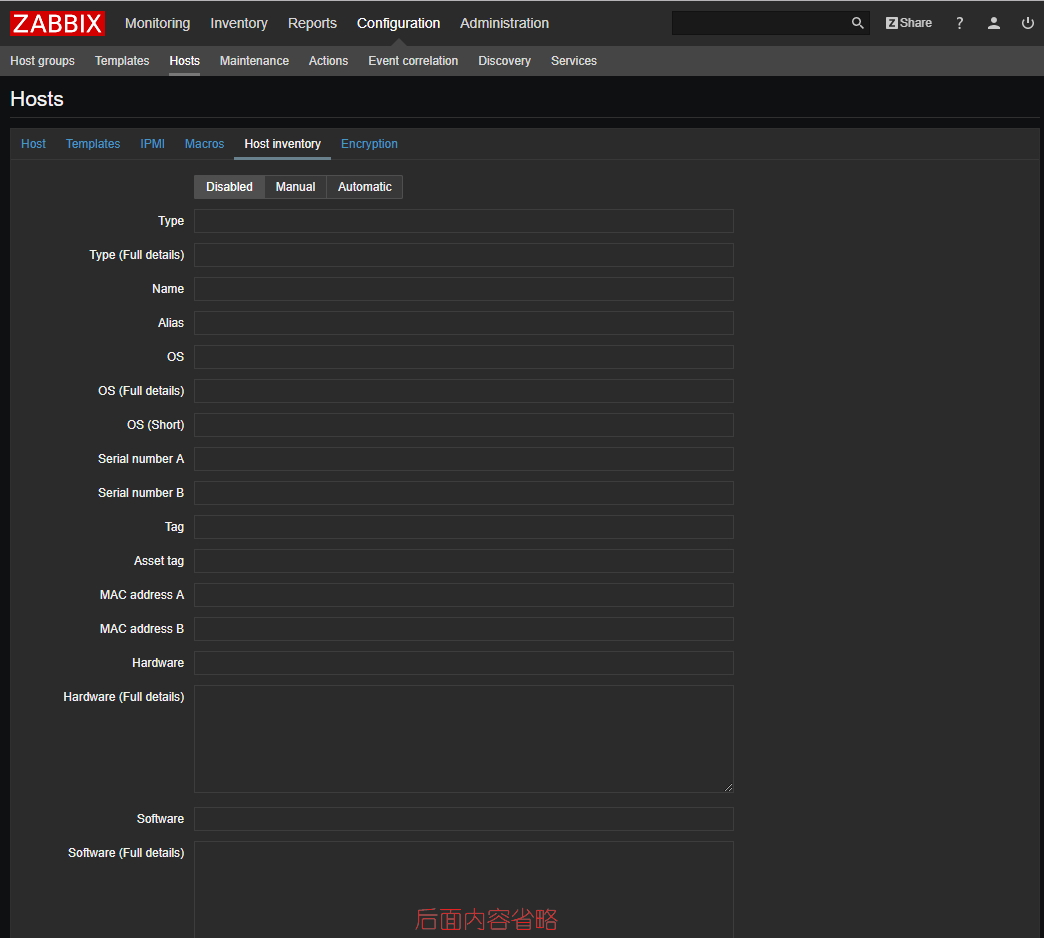 ZABBIX Monitoring Inventory Reports Configuration Administration Z Share ?
Host groups Templates Hosts Maintenance Actions Event correlation Discovery Services
Hosts
Host Templates IPMI Macros Host inventory Encryption
Disabled Manual Automatic
Type
Type (Full details)
Name
Alias
OS
OS (Full details)
OS (Short)
Serial number A
Serial number B
Tag
Asset tag
MAC address A
MAC address B
Hardware
Hardware (Full details)
Software
Software (Full details)
后面内容省略